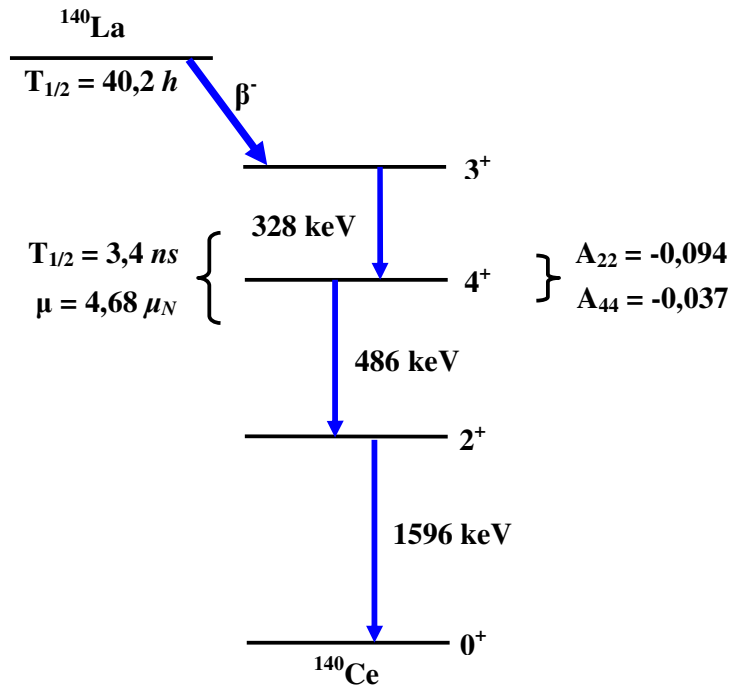 ¹⁴⁰La
T₁/₂ = 40,2 h
β⁻
3⁺
328 keV
T₁/₂ = 3,4 ns
μ = 4,68 μN
A₂₂ = -0,094
A₄₄ = -0,037
4⁺
486 keV
2⁺
1596 keV
0⁺
¹⁴⁰Ce